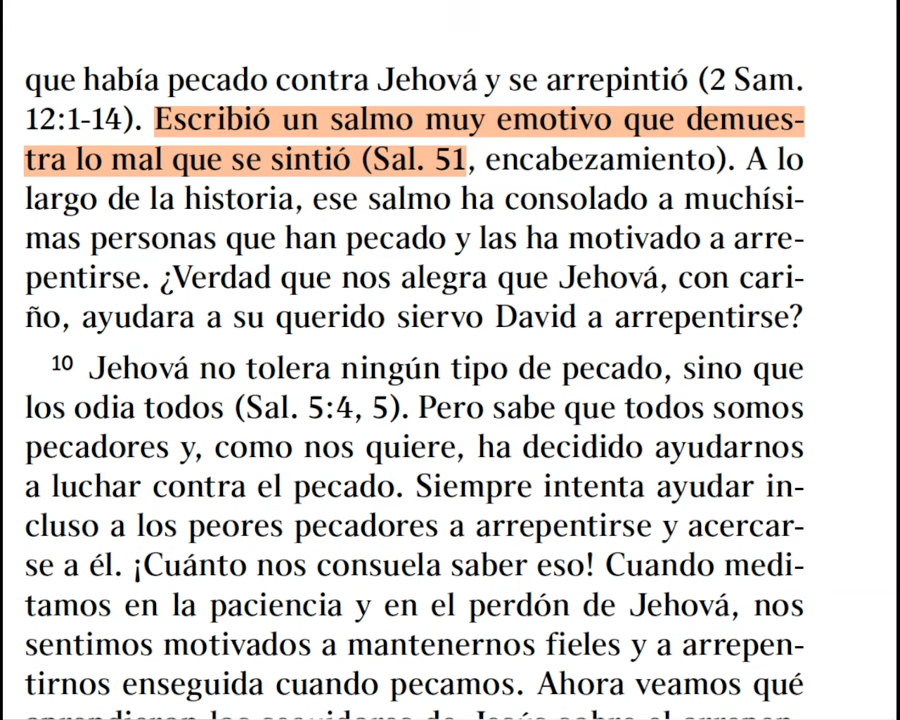 que había pecado contra Jehová y se arrepintió (2 Sam.
12:1-14). Escribió un salmo muy emotivo que demues-
tra lo mal que se sintió (Sal. 51, encabezamiento). A lo
largo de la historia, ese salmo ha consolado a muchísi-
mas personas que han pecado y las ha motivado a arre-
pentirse. ¿Verdad que nos alegra que Jehová, con cari-
ño, ayudara a su querido siervo David a arrepentirse?
10 Jehová no tolera ningún tipo de pecado, sino que
los odia todos (Sal. 5:4, 5). Pero sabe que todos somos
pecadores y, como nos quiere, ha decidido ayudarnos
a luchar contra el pecado. Siempre intenta ayudar in-
cluso a los peores pecadores a arrepentirse y acercar-
se a él. ¡Cuánto nos consuela saber eso! Cuando medi-
tamos en la paciencia y en el perdón de Jehová, nos
sentimos motivados a mantenernos fieles y a arrepen-
tirnos enseguida cuando pecamos. Ahora veamos qué